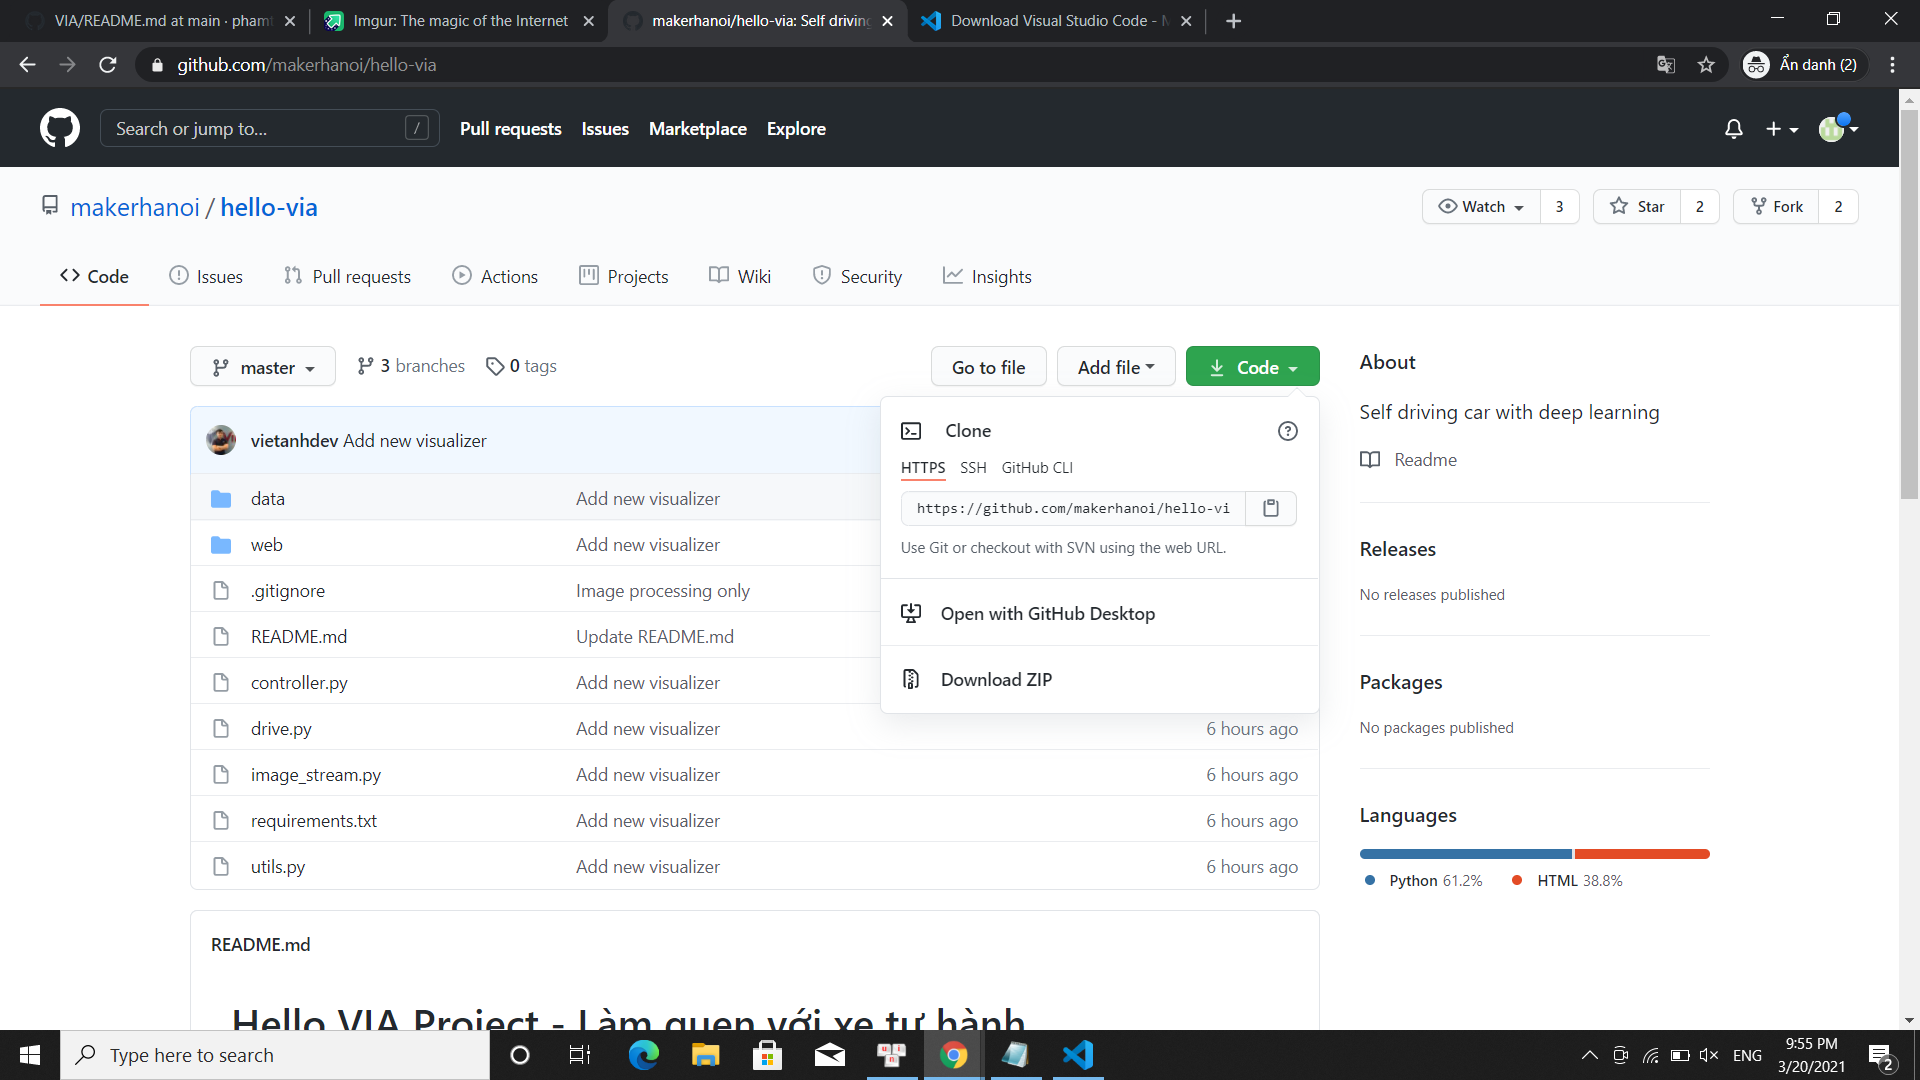 VIA/README.md at main · pham
Imgur: The magic of the Internet
makerhanoi/hello-via: Self driving
Download Visual Studio Code - M
github.com/makerhanoi/hello-via
Ẩn danh (2)
Search or jump to...
/
Pull requests
Issues
Marketplace
Explore
makerhanoi / hello-via
Watch
3
Star
2
Fork
2
Code
Issues
Pull requests
Actions
Projects
Wiki
Security
Insights
master
3 branches
0 tags
Go to file
Add file
Code
vietanhdev Add new visualizer
data
Add new visualizer
web
Add new visualizer
.gitignore
Image processing only
README.md
Update README.md
controller.py
Add new visualizer
drive.py
Add new visualizer
6 hours ago
image_stream.py
Add new visualizer
6 hours ago
requirements.txt
Add new visualizer
6 hours ago
utils.py
Add new visualizer
6 hours ago
Clone
HTTPS
SSH
GitHub CLI
https://github.com/makerhanoi/hello-vi
Use Git or checkout with SVN using the web URL.
Open with GitHub Desktop
Download ZIP
About
Self driving car with deep learning
Readme
Releases
No releases published
Packages
No packages published
Languages
Python 61.2%
HTML 38.8%
README.md
Hello VIA Project - Làm quen với xe tự hành
Type here to search
ENG
9:55 PM
3/20/2021
2